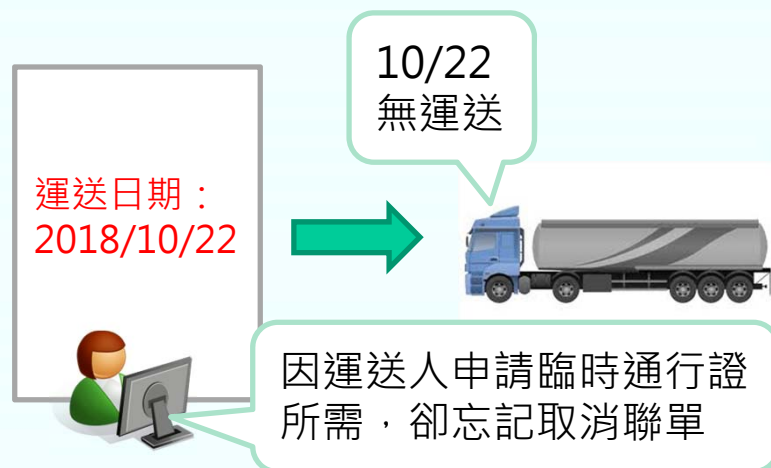 10/22
無運送
運送日期：
2018/10/22
因運送人申請臨時通行證
所需，卻忘記取消聯單